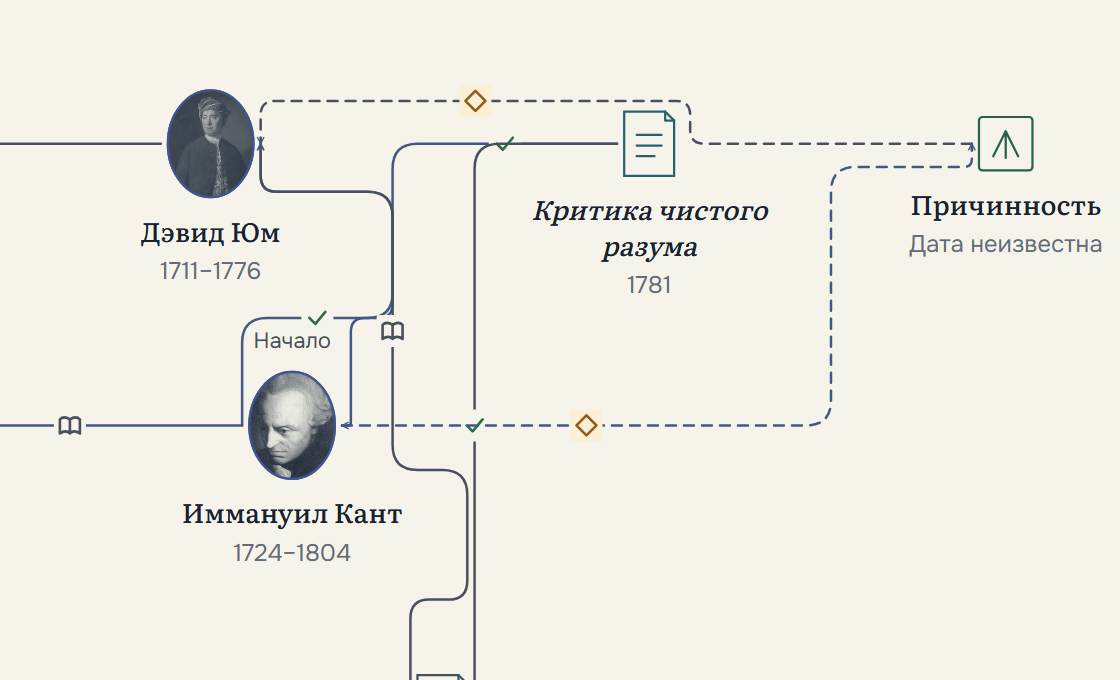 Дэвид Юм
1711–1776
Критика чистого
разума
1781
Причинность
Дата неизвестна
Начало
Иммануил Кант
1724–1804